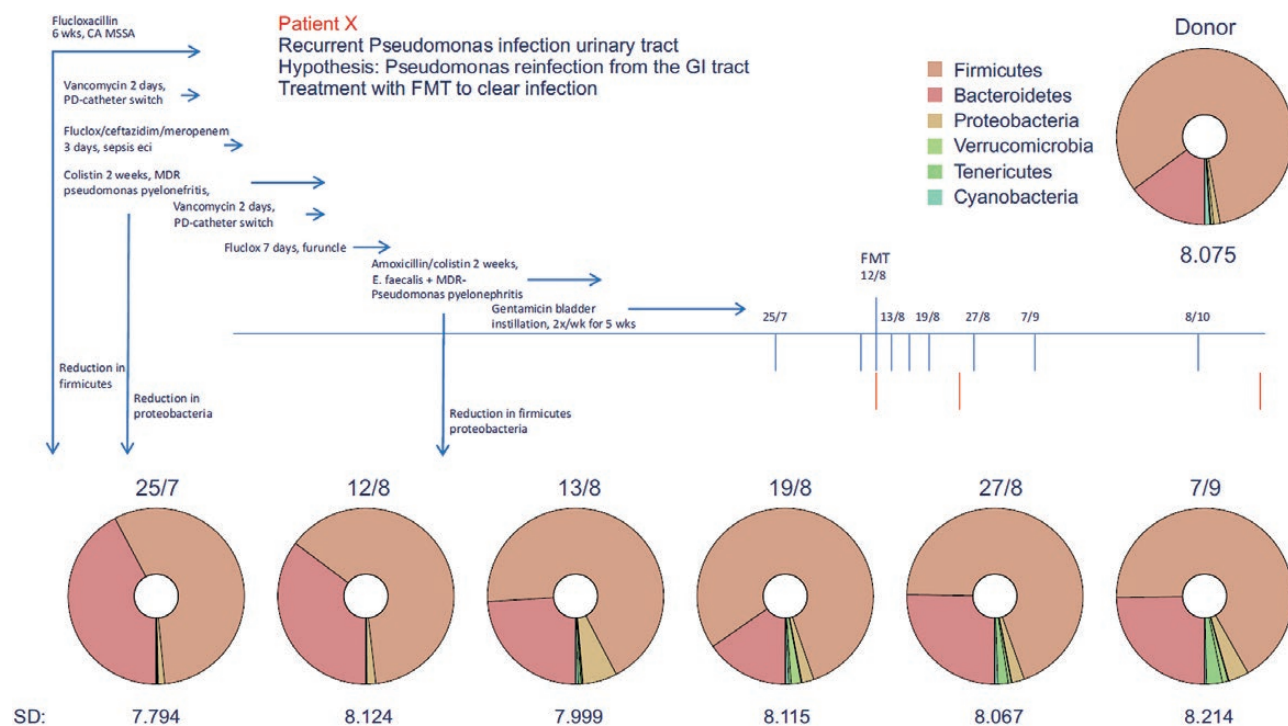 Flucloxacillin
6 wks, CA MSSA
Vancomycin 2 days,
PD-catheter switch
Fluclox/ceftazidim/meropenem
3 days, sepsis eci
Colistin 2 weeks, MDR
pseudomonas pyelonefritis,
Vancomycin 2 days,
PD-catheter switch
Fluclox 7 days, furuncle
Amoxicillin/colistin 2 weeks,
E. faecalis + MDR-
Pseudomonas pyelonephritis
Gentamicin bladder
instillation, 2x/wk for 5 wks
Patient X
Recurrent Pseudomonas infection urinary tract
Hypothesis: Pseudomonas reinfection from the GI tract
Treatment with FMT to clear infection
Firmicutes
Bacteroidetes
Proteobacteria
Verrucomicrobia
Tenericutes
Cyanobacteria
Donor
8.075
FMT
12/8
25/7
13/8
19/8
27/8
7/9
8/10
Reduction in
firmicutes
Reduction in
proteobacteria
Reduction in firmicutes
proteobacteria
25/7
12/8
13/8
19/8
27/8
7/9
SD:
7.794
8.124
7.999
8.115
8.067
8.214